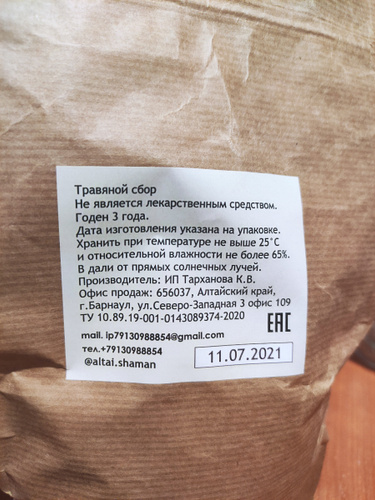 Травяной сбор
Не является лекарственным средством.
Годен 3 года.
Дата изготовления указана на упаковке.
Хранить при температуре не выше 25°С
и относительной влажности не более 65%.
В дали от прямых солнечных лучей.
Производитель: ИП Тарханова К.В.
Офис продаж: 656037, Алтайский край,
г.Барнаул, ул.Северо-Западная 3 офис 109
ТУ 10.89.19-001-0143089374-2020
EAC
mail. ip79130988854@gmail.com
тел.+79130988854
@altai.shaman
11.07.2021